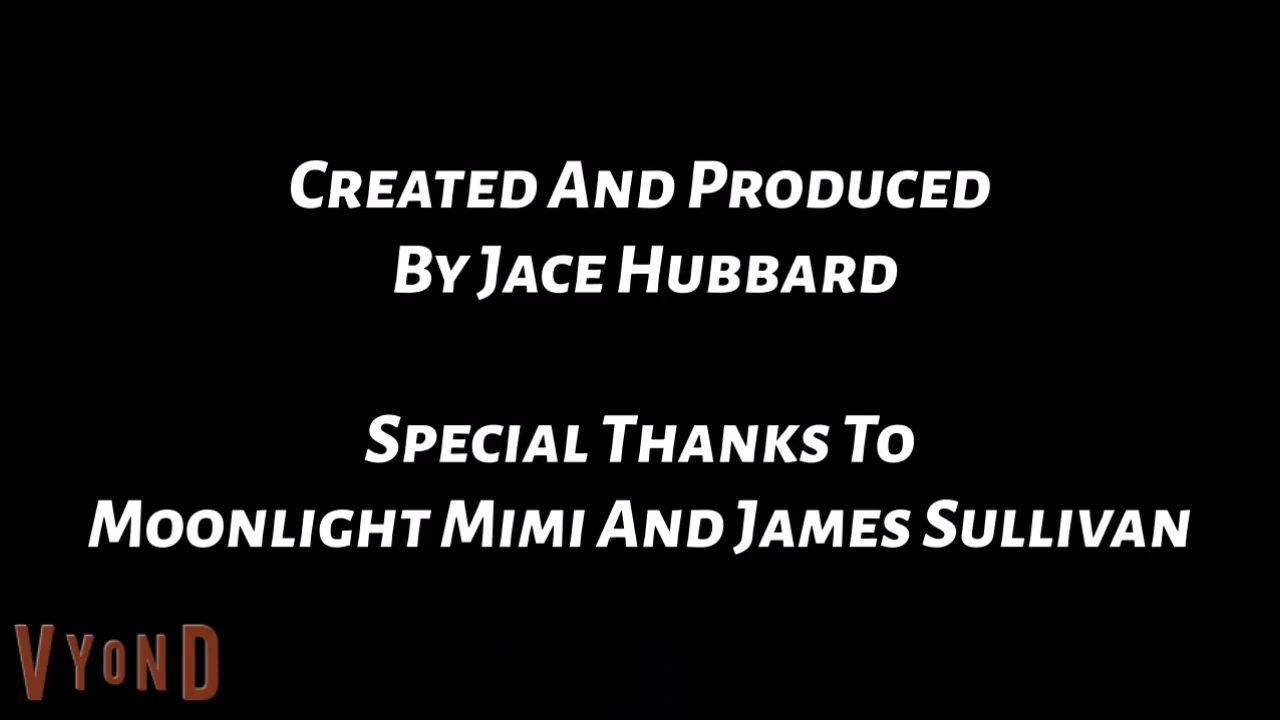 Created And Produced
By Jace Hubbard
Special Thanks To
Moonlight Mimi And James Sullivan
VYOND